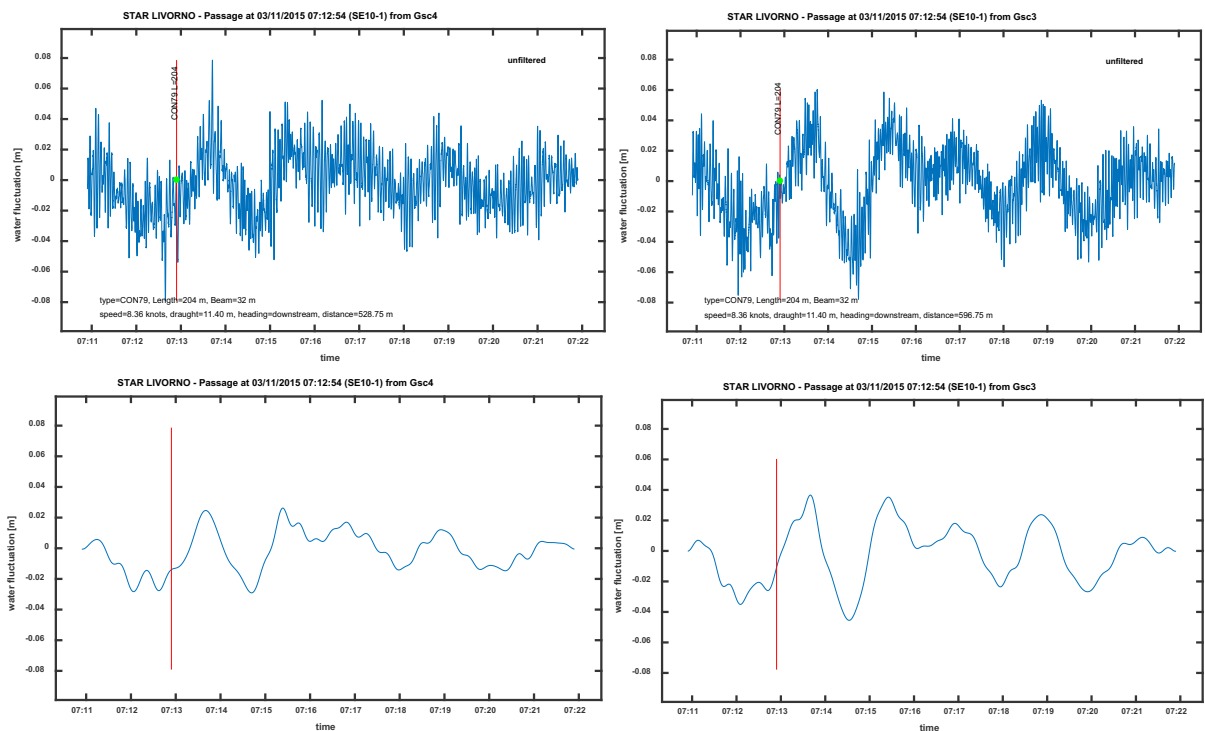 STAR LIVORNO - Passage at 03/11/2015 07:12:54 (SE10-1) from Gsc4
unfiltered
CON79 L=204
water fluctuation [m]
0.08
0.06
0.04
0.02
0
-0.02
-0.04
-0.06
-0.08
type=CON79, Length=204 m, Beam=32 m
speed=8.36 knots, draught=11.40 m, heading=downstream, distance=528.75 m
07:11 07:12 07:13 07:14 07:15 07:16 07:17 07:18 07:19 07:20 07:21 07:22
time
STAR LIVORNO - Passage at 03/11/2015 07:12:54 (SE10-1) from Gsc3
unfiltered
CON79 L=204
water fluctuation [m]
0.08
0.06
0.04
0.02
0
-0.02
-0.04
-0.06
-0.08
type=CON79, Length=204 m, Beam=32 m
speed=8.36 knots, draught=11.40 m, heading=downstream, distance=596.75 m
07:11 07:12 07:13 07:14 07:15 07:16 07:17 07:18 07:19 07:20 07:21 07:22
time
STAR LIVORNO - Passage at 03/11/2015 07:12:54 (SE10-1) from Gsc4
water fluctuation [m]
0.08
0.06
0.04
0.02
0
-0.02
-0.04
-0.06
-0.08
07:11 07:12 07:13 07:14 07:15 07:16 07:17 07:18 07:19 07:20 07:21 07:22
time
STAR LIVORNO - Passage at 03/11/2015 07:12:54 (SE10-1) from Gsc3
water fluctuation [m]
0.08
0.06
0.04
0.02
0
-0.02
-0.04
-0.06
-0.08
07:11 07:12 07:13 07:14 07:15 07:16 07:17 07:18 07:19 07:20 07:21 07:22
time